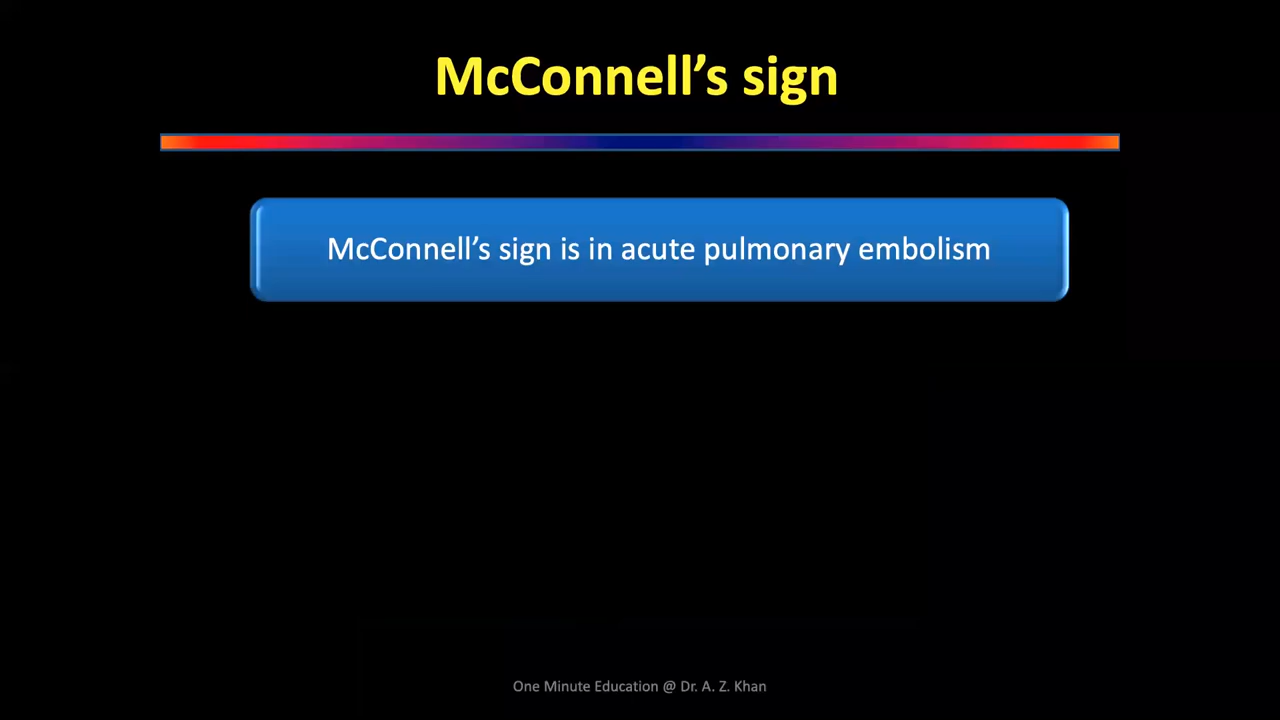 McConnell’s sign
McConnell’s sign is in acute pulmonary embolism
One Minute Education @ Dr. A. Z. Khan